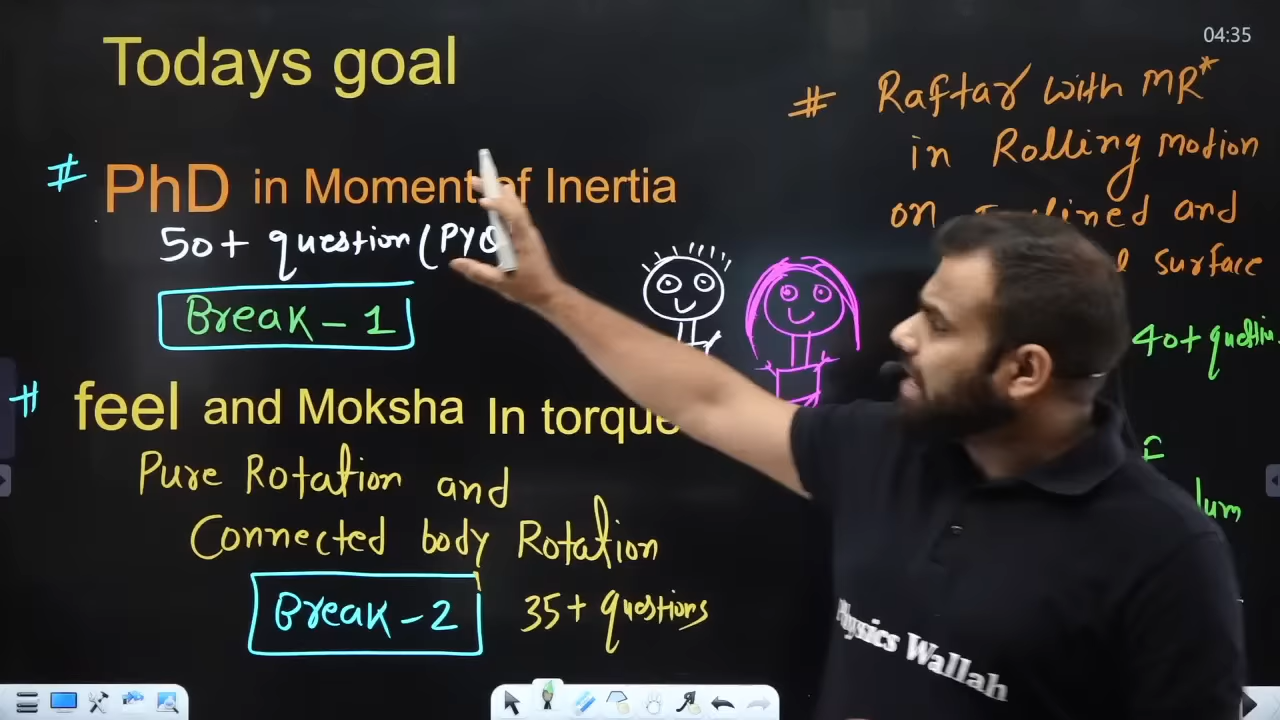 Todays goal
# PhD in Moment of Inertia
50+ question (PYQ
Break - 1
# feel and Moksha In torque
Pure Rotation and
Connected body Rotation
Break - 2
35+ questions
04:35
# Raftar with MR*
in Rolling motion
on and
surface
40+ questi
Physics Wallah